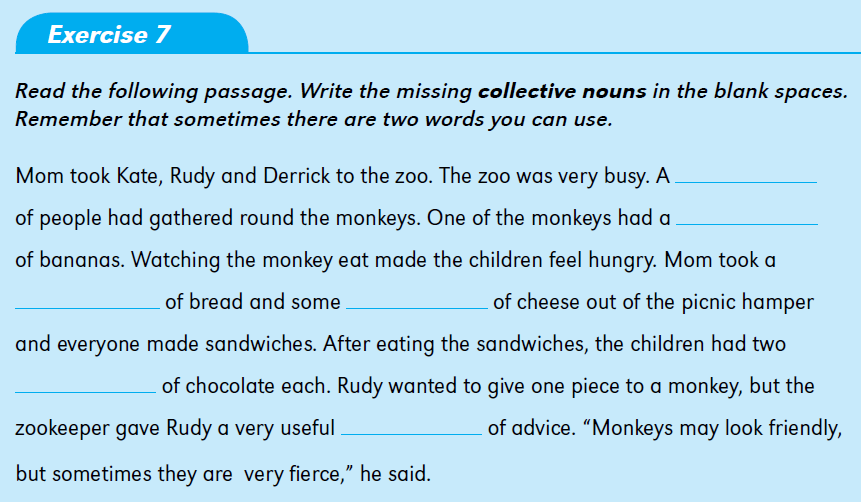 Exercise 7
Read the following passage. Write the missing collective nouns in the blank spaces.
Remember that sometimes there are two words you can use.
Mom took Kate, Rudy and Derrick to the zoo. The zoo was very busy. A
of people had gathered round the monkeys. One of the monkeys had a
of bananas. Watching the monkey eat made the children feel hungry. Mom took a
of bread and some of cheese out of the picnic hamper
and everyone made sandwiches. After eating the sandwiches, the children had two
of chocolate each. Rudy wanted to give one piece to a monkey, but the
zookeeper gave Rudy a very useful of advice. “Monkeys may look friendly,
but sometimes they are very fierce,” he said.